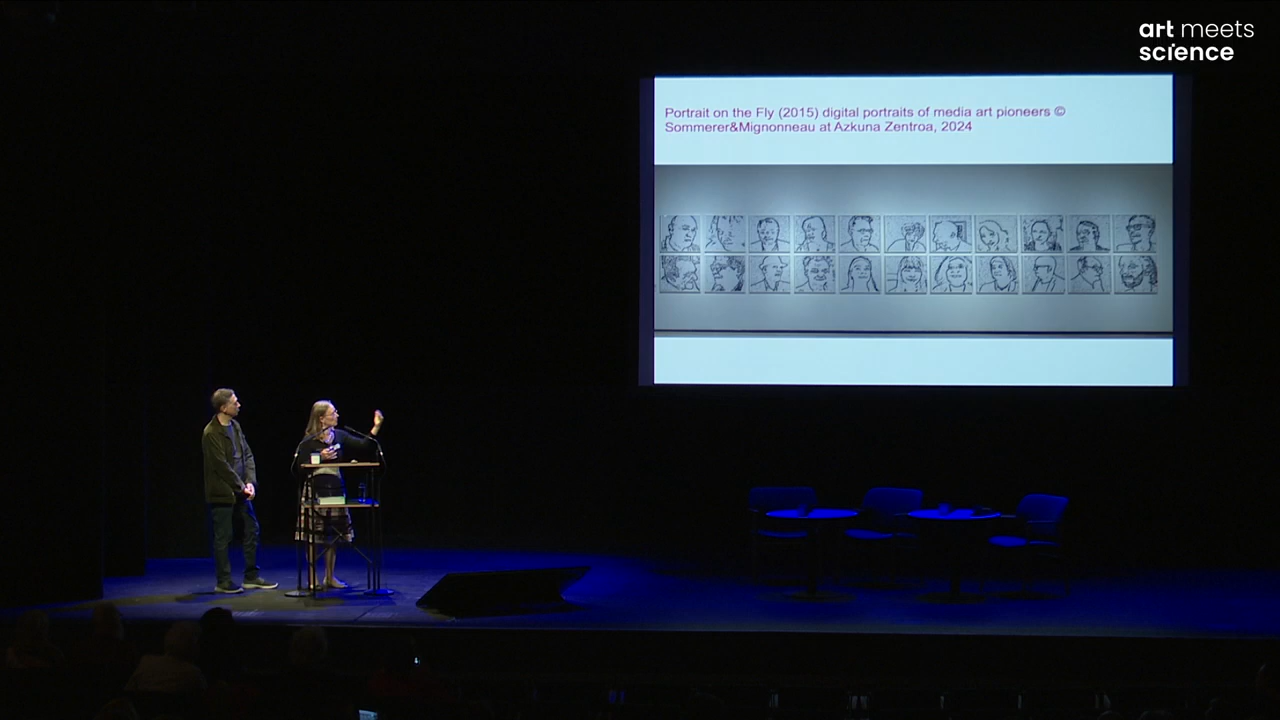 art meets
science
Portrait on the Fly (2015) digital portraits of media art pioneers ©
Sommerer&Mignonneau at Azkuna Zentroa, 2024